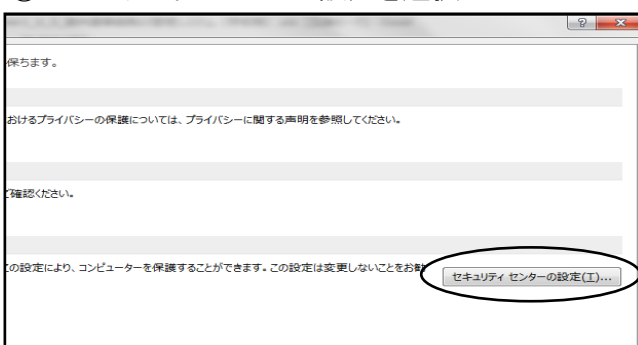 保ちます。
おけるプライバシーの保護については、プライバシーに関する声明を参照してください。
ご確認ください。
この設定により、コンピューターを保護することができます。この設定は変更しないことをお勧
セキュリティ センターの設定(T)...